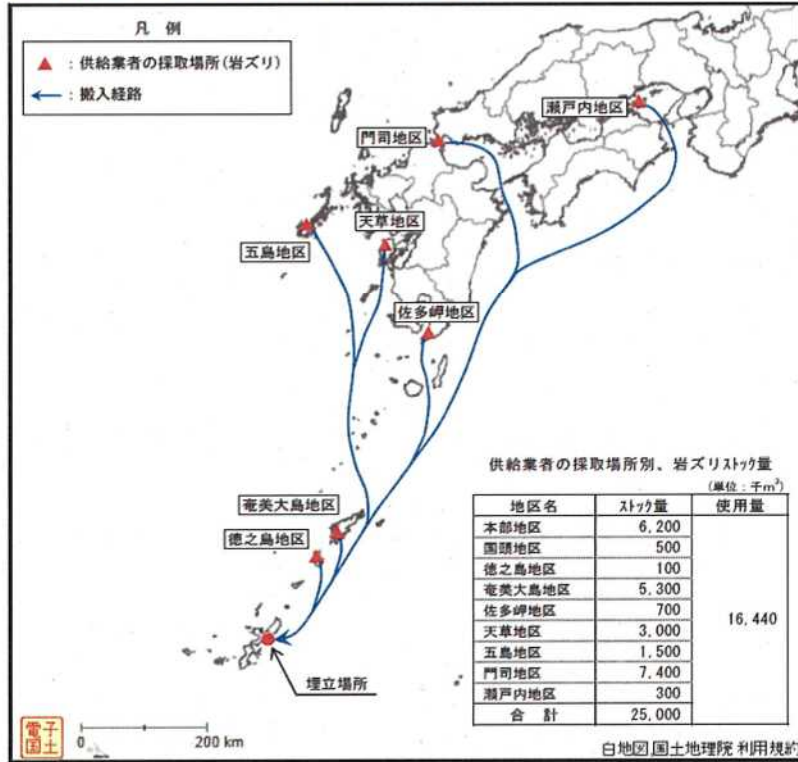 凡　例
▲ : 供給業者の採取場所(岩ズリ)
← : 搬入経路
瀬戸内地区
門司地区
天草地区
五島地区
佐多岬地区
奄美大島地区
徳之島地区
埋立場所
供給業者の採取場所別、岩ズリストック量
(単位：千m³)
地区名 ストック量 使用量
本部地区 6,200
国頭地区 500
徳之島地区 100
奄美大島地区 5,300
佐多岬地区 700
天草地区 3,000
五島地区 1,500
門司地区 7,400
瀬戸内地区 300
合　計 25,000
16,440
電子国土
0 200 km
白地図 国土地理院 利用規約